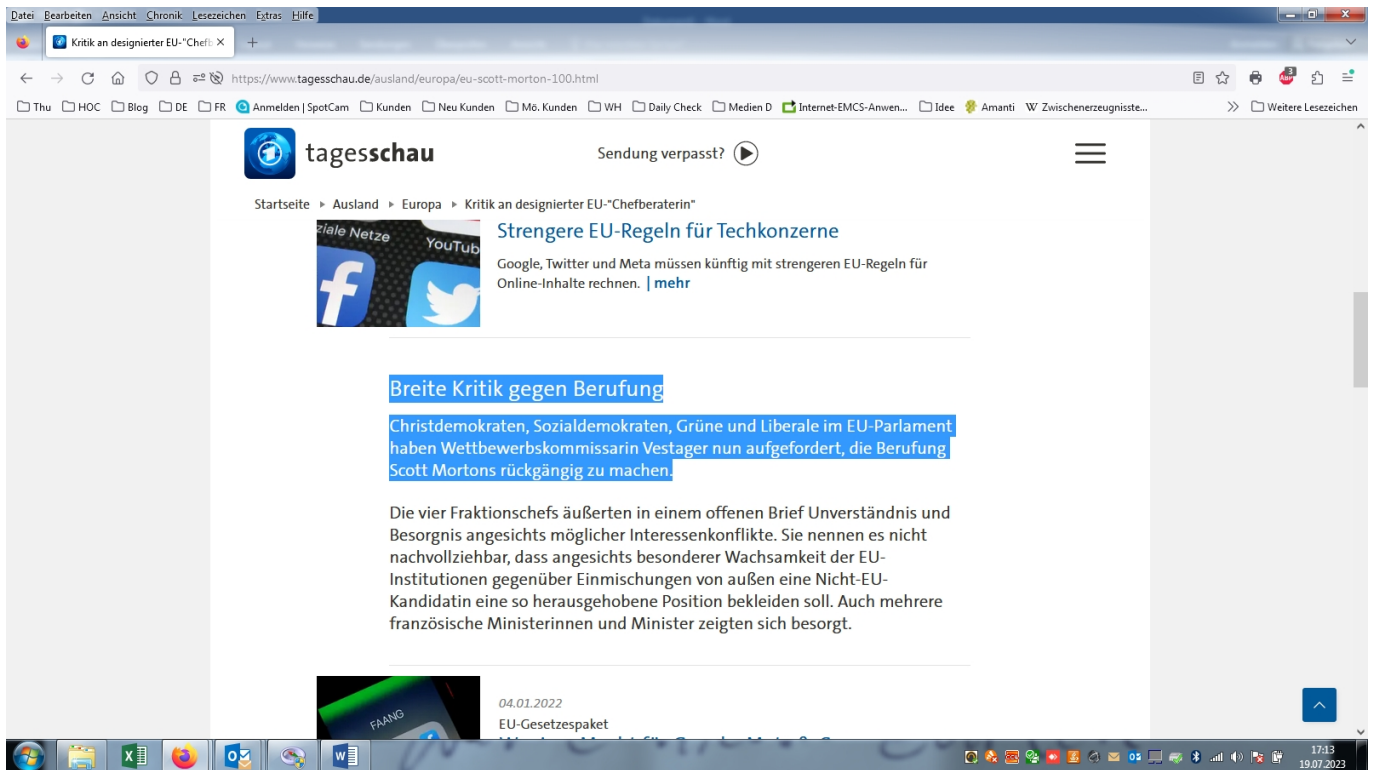 Datei Bearbeiten Ansicht Chronik Lesezeichen Extras Hilfe
Kritik an designierter EU-"Chefb
https://www.tagesschau.de/ausland/europa/eu-scott-morton-100.html
Thu HOC Blog DE FR Anmelden | SpotCam Kunden Neu Kunden Mö. Kunden WH Daily Check Medien D Internet-EMCS-Anwen... Idee Amanti W Zwischenerzeugnisste... Weitere Lesezeichen
tagesschau Sendung verpasst?
Startseite Ausland Europa Kritik an designierter EU-"Chefberaterin"
ziale Netze YouTub
Strengere EU-Regeln für Techkonzerne
Google, Twitter und Meta müssen künftig mit strengeren EU-Regeln für
Online-Inhalte rechnen. | mehr
Breite Kritik gegen Berufung
Christdemokraten, Sozialdemokraten, Grüne und Liberale im EU-Parlament
haben Wettbewerbskommissarin Vestager nun aufgefordert, die Berufung
Scott Mortons rückgängig zu machen.
Die vier Fraktionschefs äußerten in einem offenen Brief Unverständnis und
Besorgnis angesichts möglicher Interessenkonflikte. Sie nennen es nicht
nachvollziehbar, dass angesichts besonderer Wachsamkeit der EU-
Institutionen gegenüber Einmischungen von außen eine Nicht-EU-
Kandidatin eine so herausgehobene Position bekleiden soll. Auch mehrere
französische Ministerinnen und Minister zeigten sich besorgt.
FAANG
04.01.2022
EU-Gesetzespaket
17:13
19.07.2023